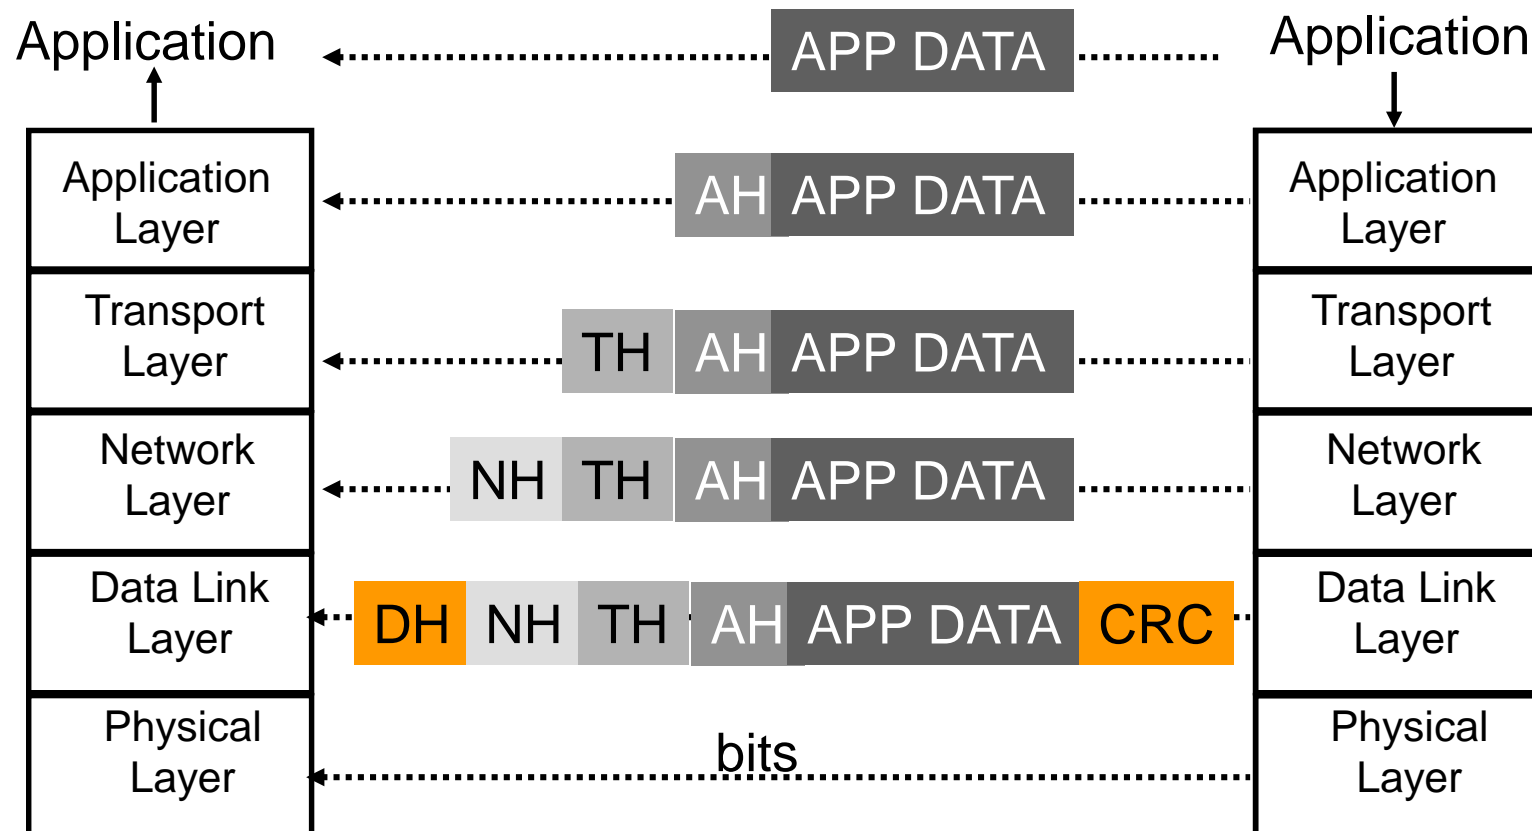 Application APP DATA Application
Application AH APP DATA Application
Layer Layer
Transport TH AH APP DATA Transport
Layer Layer
Network NH TH AH APP DATA Network
Layer Layer
Data Link DH NH TH AH APP DATA CRC Data Link
Layer Layer
Physical bits Physical
Layer Layer